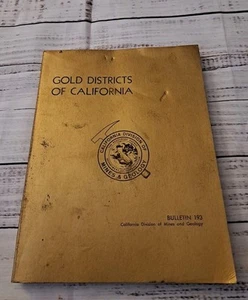 GOLD DISTRICTS
OF CALIFORNIA
CALIFORNIA DIVISION OF
MINES & GEOLOGY
BULLETIN 193
California Division of Mines and Geology